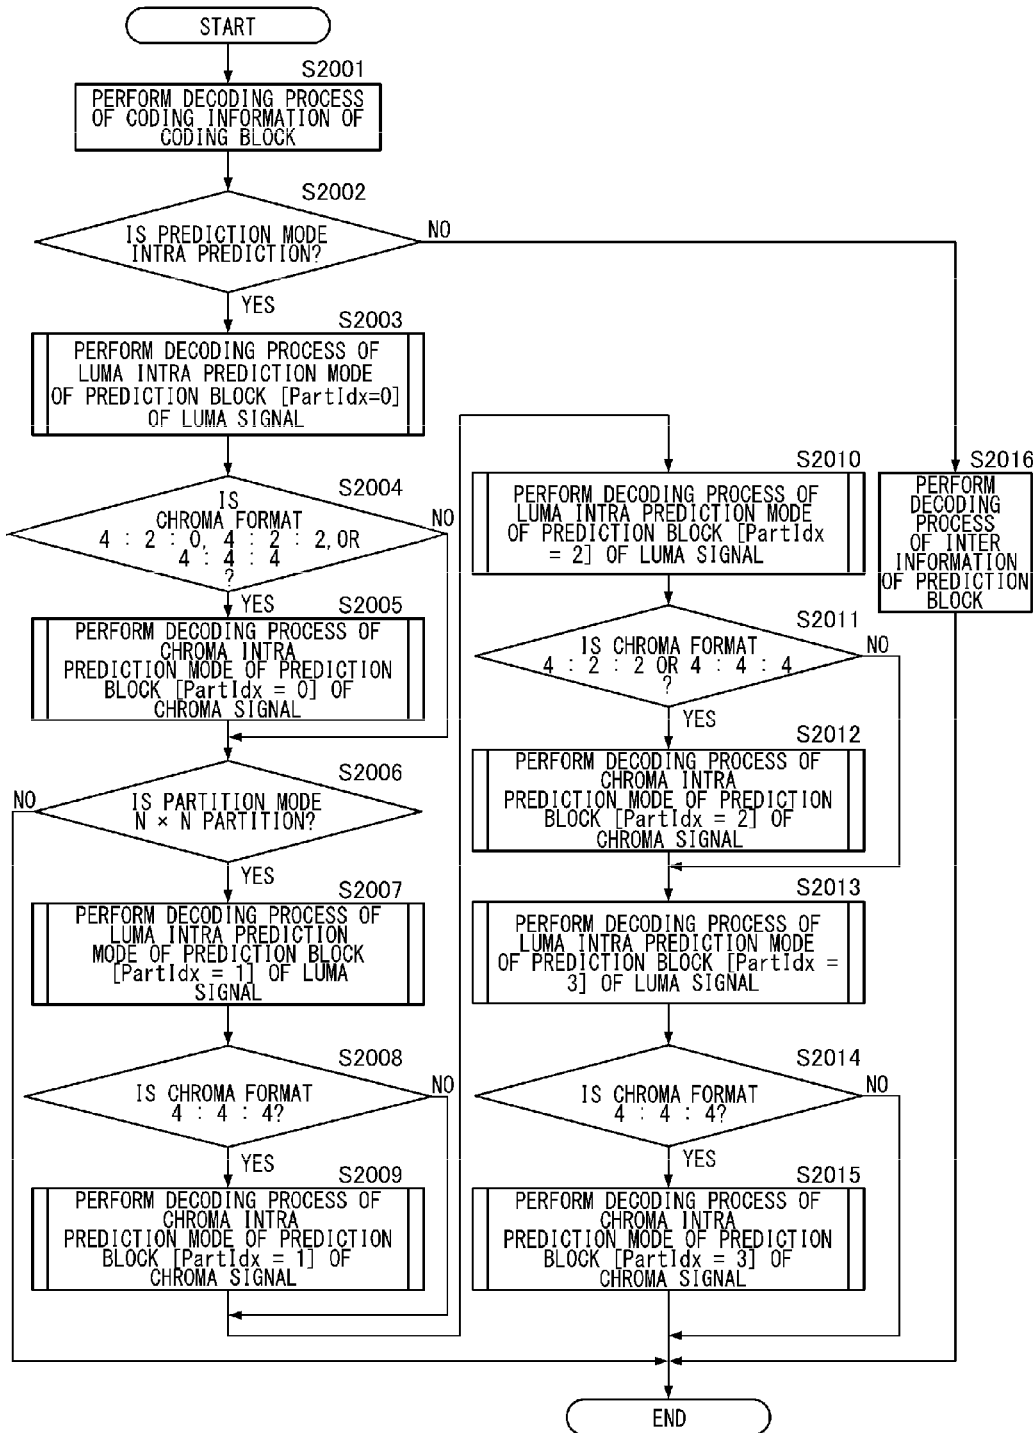 START
S2001
PERFORM DECODING PROCESS
OF CODING INFORMATION OF
CODING BLOCK
S2002
IS PREDICTION MODE
INTRA PREDICTION?
NO
YES
S2003
PERFORM DECODING PROCESS OF
LUMA INTRA PREDICTION MODE
OF PREDICTION BLOCK [PartIdx=0]
OF LUMA SIGNAL
S2004
IS
CHROMA FORMAT
4 : 2 : 0, 4 : 2 : 2, OR
4 : 4 : 4
?
NO
YES
S2005
PERFORM DECODING PROCESS OF
CHROMA INTRA
PREDICTION MODE OF PREDICTION
BLOCK [PartIdx = 0] OF
CHROMA SIGNAL
S2006
NO
IS PARTITION MODE
N × N PARTITION?
YES
S2007
PERFORM DECODING PROCESS OF
LUMA INTRA PREDICTION
MODE OF PREDICTION BLOCK
[PartIdx = 1] OF LUMA
SIGNAL
S2008
IS CHROMA FORMAT
4 : 4 : 4?
NO
YES
S2009
PERFORM DECODING PROCESS OF
CHROMA INTRA
PREDICTION MODE OF PREDICTION
BLOCK [PartIdx = 1] OF
CHROMA SIGNAL
S2010
PERFORM DECODING PROCESS OF
LUMA INTRA PREDICTION MODE
OF PREDICTION BLOCK [PartIdx
= 2] OF LUMA SIGNAL
S2011
IS CHROMA FORMAT
4 : 2 : 2 OR 4 : 4 : 4
?
NO
YES
S2012
PERFORM DECODING PROCESS OF
CHROMA INTRA
PREDICTION MODE OF PREDICTION
BLOCK [PartIdx = 2] OF
CHROMA SIGNAL
S2013
PERFORM DECODING PROCESS OF
LUMA INTRA PREDICTION MODE
OF PREDICTION BLOCK [PartIdx =
3] OF LUMA SIGNAL
S2014
IS CHROMA FORMAT
4 : 4 : 4?
NO
YES
S2015
PERFORM DECODING PROCESS OF
CHROMA INTRA
PREDICTION MODE OF PREDICTION
BLOCK [PartIdx = 3] OF
CHROMA SIGNAL
S2016
PERFORM
DECODING
PROCESS
OF INTER
INFORMATION
OF PREDICTION
BLOCK
END